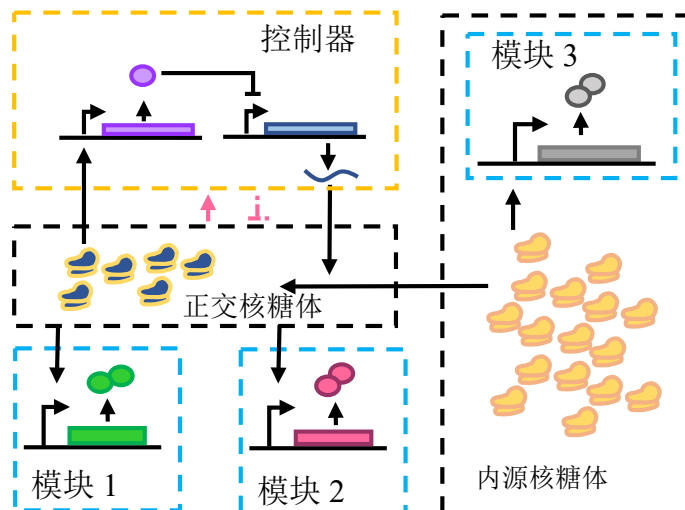 控制器
模块 3
i.
正交核糖体
模块 1
模块 2
内源核糖体